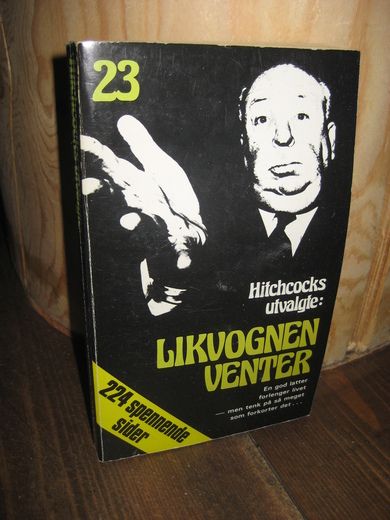 23
Hitchcocks
utvalgte:
LIKVOGNEN
VENTER
En god latter
forlenger livet
— men tenk på så meget
som forkorter det...
224 spennende
sider